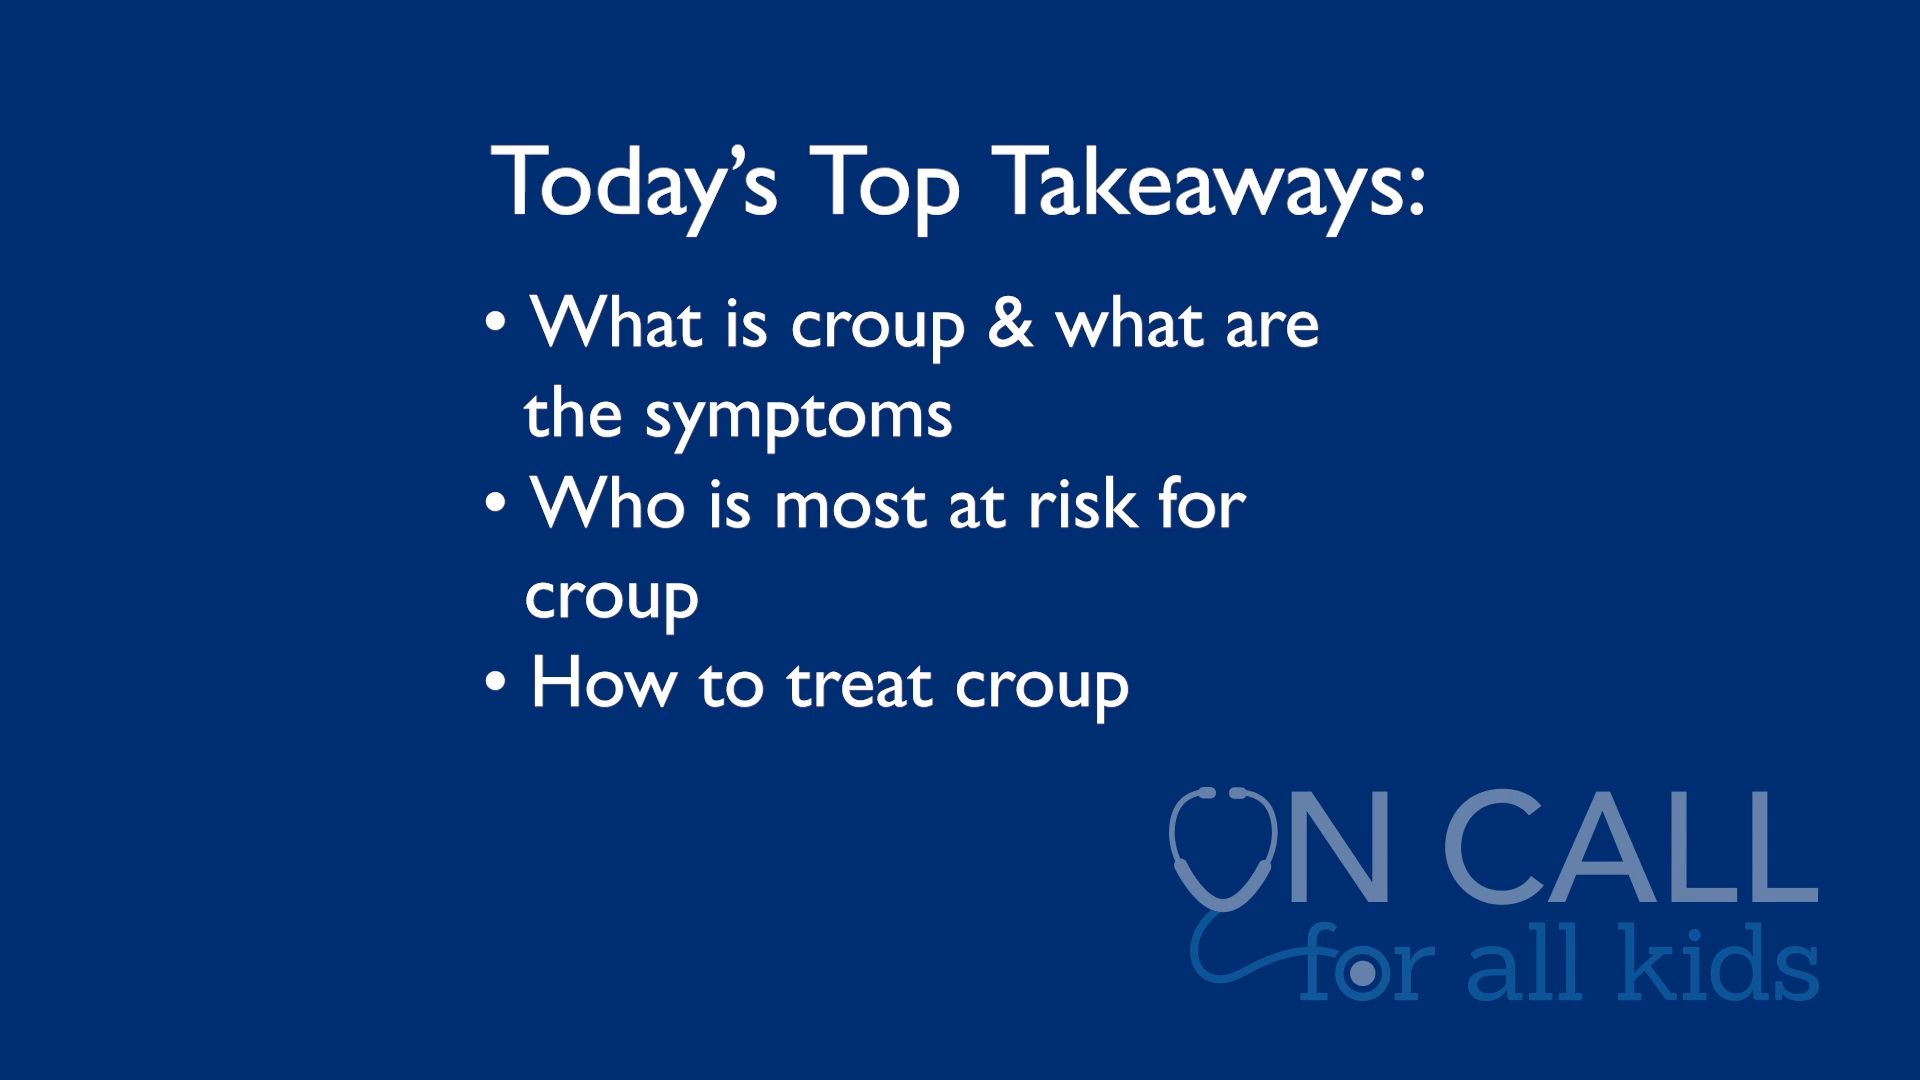 Today’s Top Takeaways:
• What is croup & what are
the symptoms
• Who is most at risk for
croup
• How to treat croup
ON CALL
for all kids